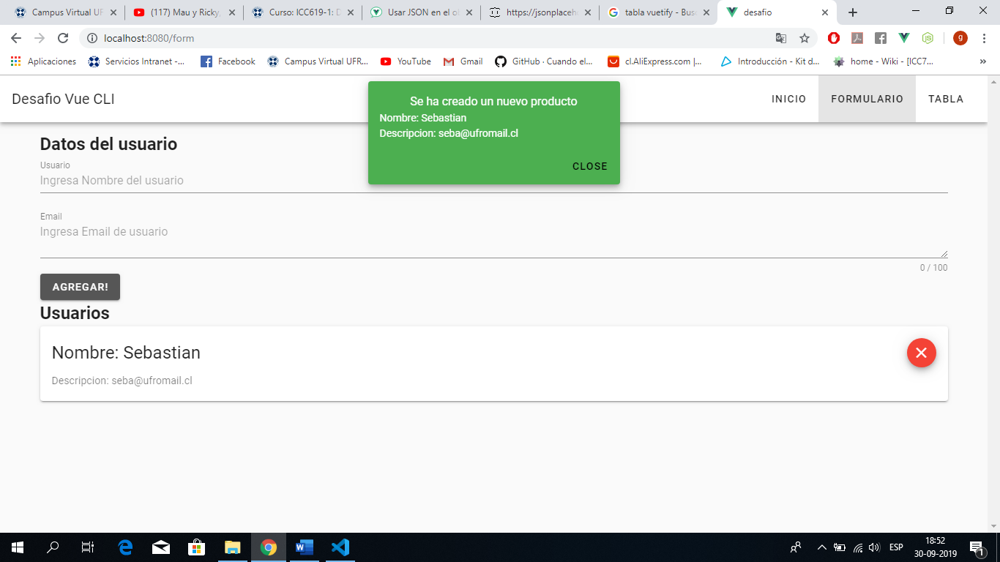 Campus Virtual UF
(117) Mau y Ricky,
Curso: ICC619-1: D
Usar JSON en el o
https://jsonplaceh
tabla vuetify - Bus
desafio
localhost:8080/form
g
Aplicaciones
Servicios Intranet -...
Facebook
Campus Virtual UFR...
YouTube
Gmail
GitHub · Cuando el...
cl.AliExpress.com |...
Introducción - Kit d...
home - Wiki - [ICC7...
»
Desafio Vue CLI
INICIO
FORMULARIO
TABLA
Se ha creado un nuevo producto
Nombre: Sebastian
Descripcion: seba@ufromail.cl
CLOSE
Datos del usuario
Usuario
Ingresa Nombre del usuario
Email
Ingresa Email de usuario
0 / 100
AGREGAR!
Usuarios
Nombre: Sebastian
Descripcion: seba@ufromail.cl
ESP
18:52
30-09-2019
1